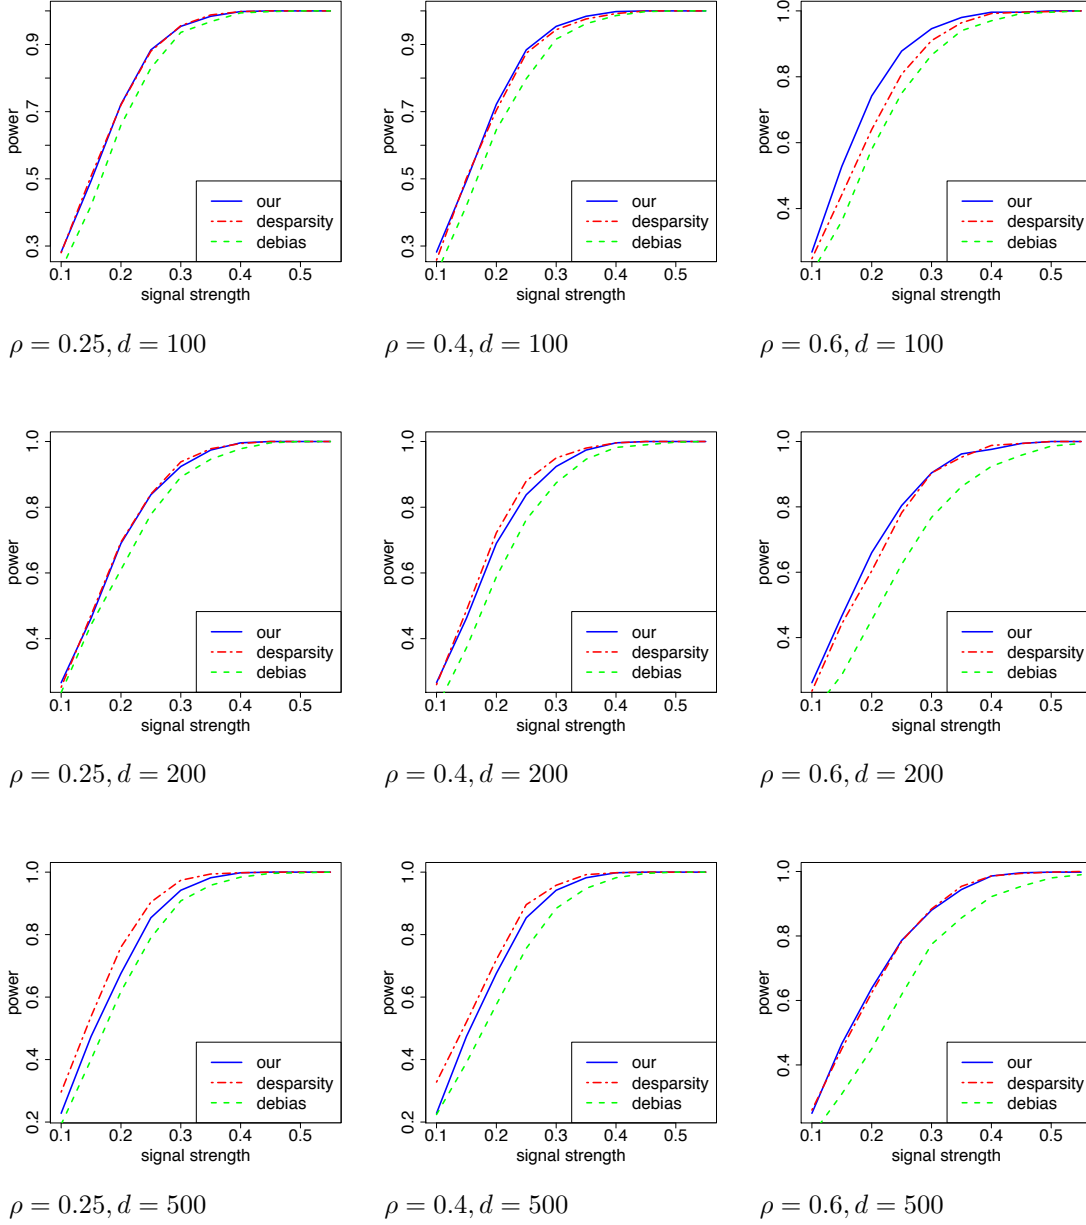 power
0.3 0.5 0.7 0.9
our
desparsity
debias
0.1 0.2 0.3 0.4 0.5
signal strength
ρ = 0.25, d = 100
power
0.3 0.5 0.7 0.9
our
desparsity
debias
0.1 0.2 0.3 0.4 0.5
signal strength
ρ = 0.4, d = 100
power
0.4 0.6 0.8 1.0
our
desparsity
debias
0.1 0.2 0.3 0.4 0.5
signal strength
ρ = 0.6, d = 100
power
0.4 0.6 0.8 1.0
our
desparsity
debias
0.1 0.2 0.3 0.4 0.5
signal strength
ρ = 0.25, d = 200
power
0.4 0.6 0.8 1.0
our
desparsity
debias
0.1 0.2 0.3 0.4 0.5
signal strength
ρ = 0.4, d = 200
power
0.4 0.6 0.8 1.0
our
desparsity
debias
0.1 0.2 0.3 0.4 0.5
signal strength
ρ = 0.6, d = 200
power
0.2 0.4 0.6 0.8 1.0
our
desparsity
debias
0.1 0.2 0.3 0.4 0.5
signal strength
ρ = 0.25, d = 500
power
0.2 0.4 0.6 0.8 1.0
our
desparsity
debias
0.1 0.2 0.3 0.4 0.5
signal strength
ρ = 0.4, d = 500
power
0.4 0.6 0.8 1.0
our
desparsity
debias
0.1 0.2 0.3 0.4 0.5
signal strength
ρ = 0.6, d = 500